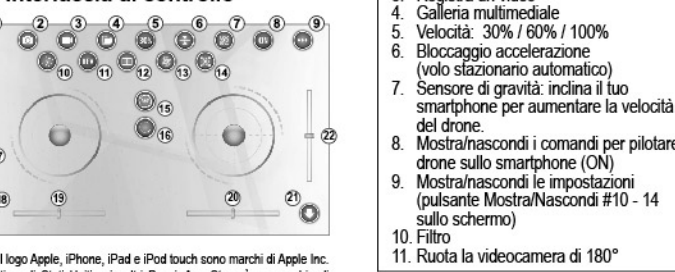 Interfaccia di controllo
2 3 4 5 6 7 8 9
30% ON
10 11 12 13 14
15
16
22
18 19 20 21
l logo Apple, iPhone, iPad e iPod touch sono marchi di Apple Inc.
4. Galleria multimediale
5. Velocità: 30% / 60% / 100%
6. Bloccaggio accelerazione
(volo stazionario automatico)
7. Sensore di gravità: inclina il tuo
smartphone per aumentare la velocità
del drone.
8. Mostra/nascondi i comandi per pilotare
drone sullo smartphone (ON)
9. Mostra/nascondi le impostazioni
(pulsante Mostra/Nascondi #10 - 14
sullo schermo)
10. Filtro
11. Ruota la videocamera di 180°